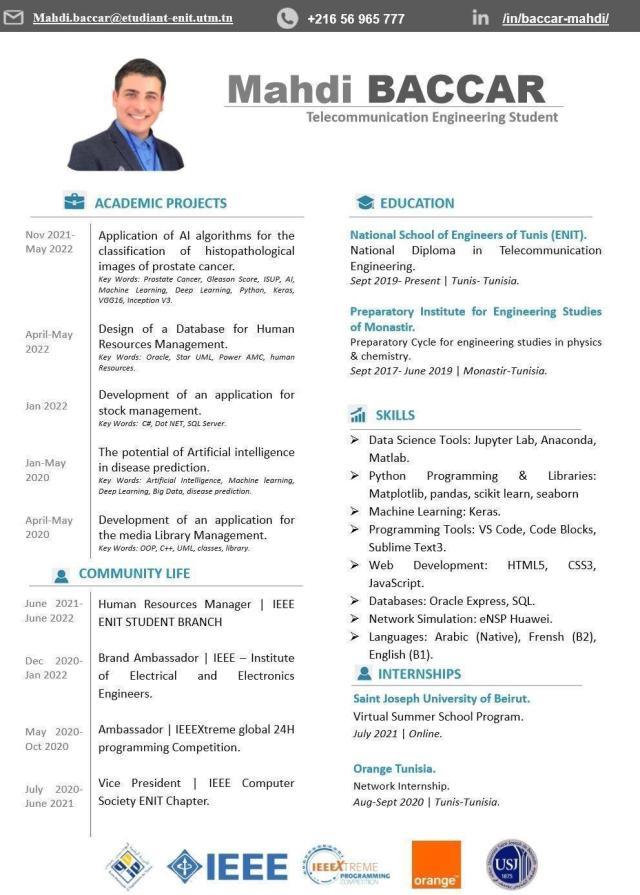 Mahdi.baccar@etudiant-enit.utm.tn
+216 56 965 777
in
/in/baccar-mahdi/
Mahdi BACCAR
Telecommunication Engineering Student
ACADEMIC PROJECTS
Nov 2021-
May 2022
Application of AI algorithms for the
classification of histopathological
images of prostate cancer.
Key Words: Prostate Cancer, Gleason Score, ISUP, AI,
Machine Learning, Deep Learning, Python, Keras,
VGG16, Inception V3.
April-May
2022
Design of a Database for Human
Resources Management.
Key Words: Oracle, Star UML, Power AMC, human
Resources.
Jan 2022
Development of an application for
stock management.
Key Words: C#, Dot NET, SQL Server.
Jan-May
2020
The potential of Artificial intelligence
in disease prediction.
Key Words: Artificial Intelligence, Machine learning,
Deep Learning, Big Data, disease prediction.
April-May
2020
Development of an application for
the media Library Management.
Key Words: OOP, C++, UML, classes, library.
COMMUNITY LIFE
June 2021-
June 2022
Human Resources Manager | IEEE
ENIT STUDENT BRANCH
Dec 2020-
Jan 2022
Brand Ambassador | IEEE – Institute
of Electrical and Electronics
Engineers.
May 2020-
Oct 2020
Ambassador | IEEEXtreme global 24H
programming Competition.
July 2020-
June 2021
Vice President | IEEE Computer
Society ENIT Chapter.
EDUCATION
National School of Engineers of Tunis (ENIT).
National Diploma in Telecommunication
Engineering.
Sept 2019- Present | Tunis- Tunisia.
Preparatory Institute for Engineering Studies
of Monastir.
Preparatory Cycle for engineering studies in physics
& chemistry.
Sept 2017- June 2019 | Monastir-Tunisia.
SKILLS
➢ Data Science Tools: Jupyter Lab, Anaconda,
Matlab.
➢ Python Programming & Libraries:
Matplotlib, pandas, scikit learn, seaborn
➢ Machine Learning: Keras.
➢ Programming Tools: VS Code, Code Blocks,
Sublime Text3.
➢ Web Development: HTML5, CSS3,
JavaScript.
➢ Databases: Oracle Express, SQL.
➢ Network Simulation: eNSP Huawei.
➢ Languages: Arabic (Native), Frensh (B2),
English (B1).
INTERNSHIPS
Saint Joseph University of Beirut.
Virtual Summer School Program.
July 2021 | Online.
Orange Tunisia.
Network Internship.
Aug-Sept 2020 | Tunis-Tunisia.
IEEE
IEEEXTREME
PROGRAMMING
COMPETITION
orange™
USJ
1875